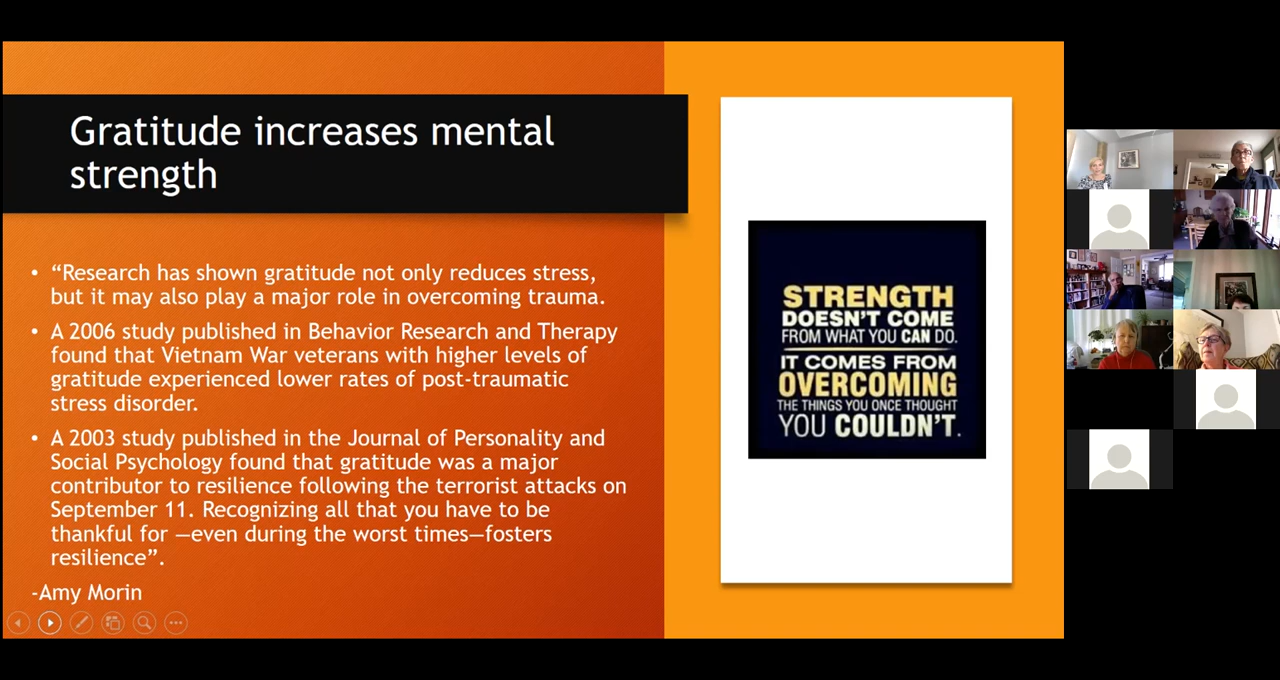 Gratitude increases mental
strength
• “Research has shown gratitude not only reduces stress,
but it may also play a major role in overcoming trauma.
• A 2006 study published in Behavior Research and Therapy
found that Vietnam War veterans with higher levels of
gratitude experienced lower rates of post-traumatic
stress disorder.
• A 2003 study published in the Journal of Personality and
Social Psychology found that gratitude was a major
contributor to resilience following the terrorist attacks on
September 11. Recognizing all that you have to be
thankful for —even during the worst times—fosters
resilience”.
-Amy Morin
STRENGTH
DOESN'T COME
FROM WHAT YOU CAN DO.
IT COMES FROM
OVERCOMING
THE THINGS YOU ONCE THOUGHT
YOU COULDN'T.